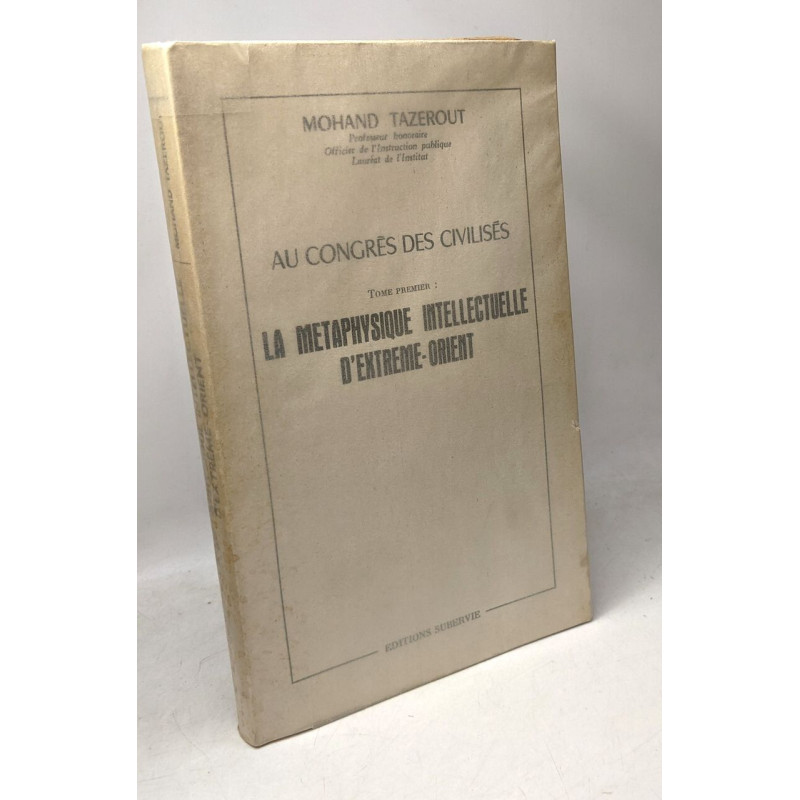 MOHAND TAZEROUT
Professeur honoraire
Officier de l'Instruction publique
Lauréat de l'Institut
AU CONGRÈS DES CIVILISÉS
TOME PREMIER :
LA METAPHYSIQUE INTELLECTUELLE
D'EXTREME-ORIENT
EDITIONS SUBERVIE
MOHAND TAZEROUT
D'EXTREME-ORIENT